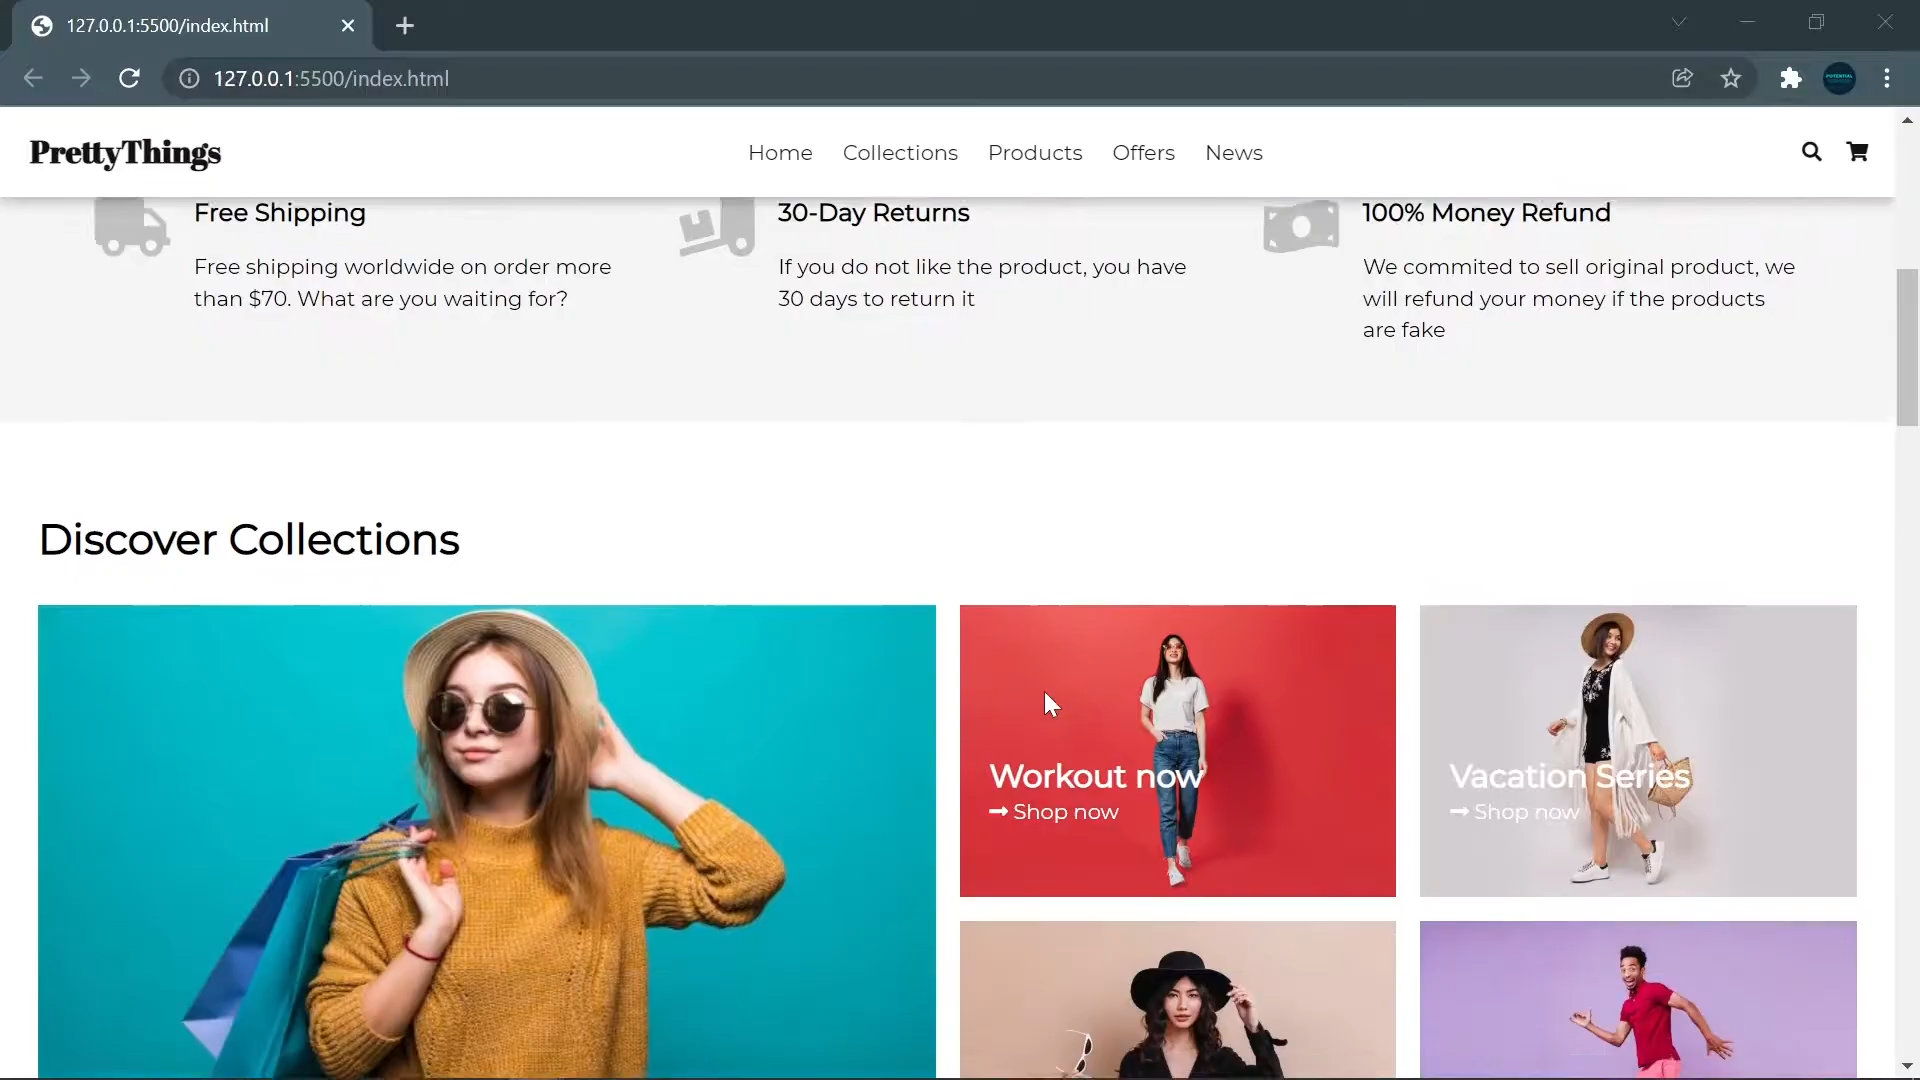 127.0.0.1:5500/index.html
127.0.0.1:5500/index.html
POTENTIAL
PrettyThings
Home Collections Products Offers News
Free Shipping
Free shipping worldwide on order more
than $70. What are you waiting for?
30-Day Returns
If you do not like the product, you have
30 days to return it
100% Money Refund
We commited to sell original product, we
will refund your money if the products
are fake
Discover Collections
Workout now
Shop now
Vacation Series
Shop now